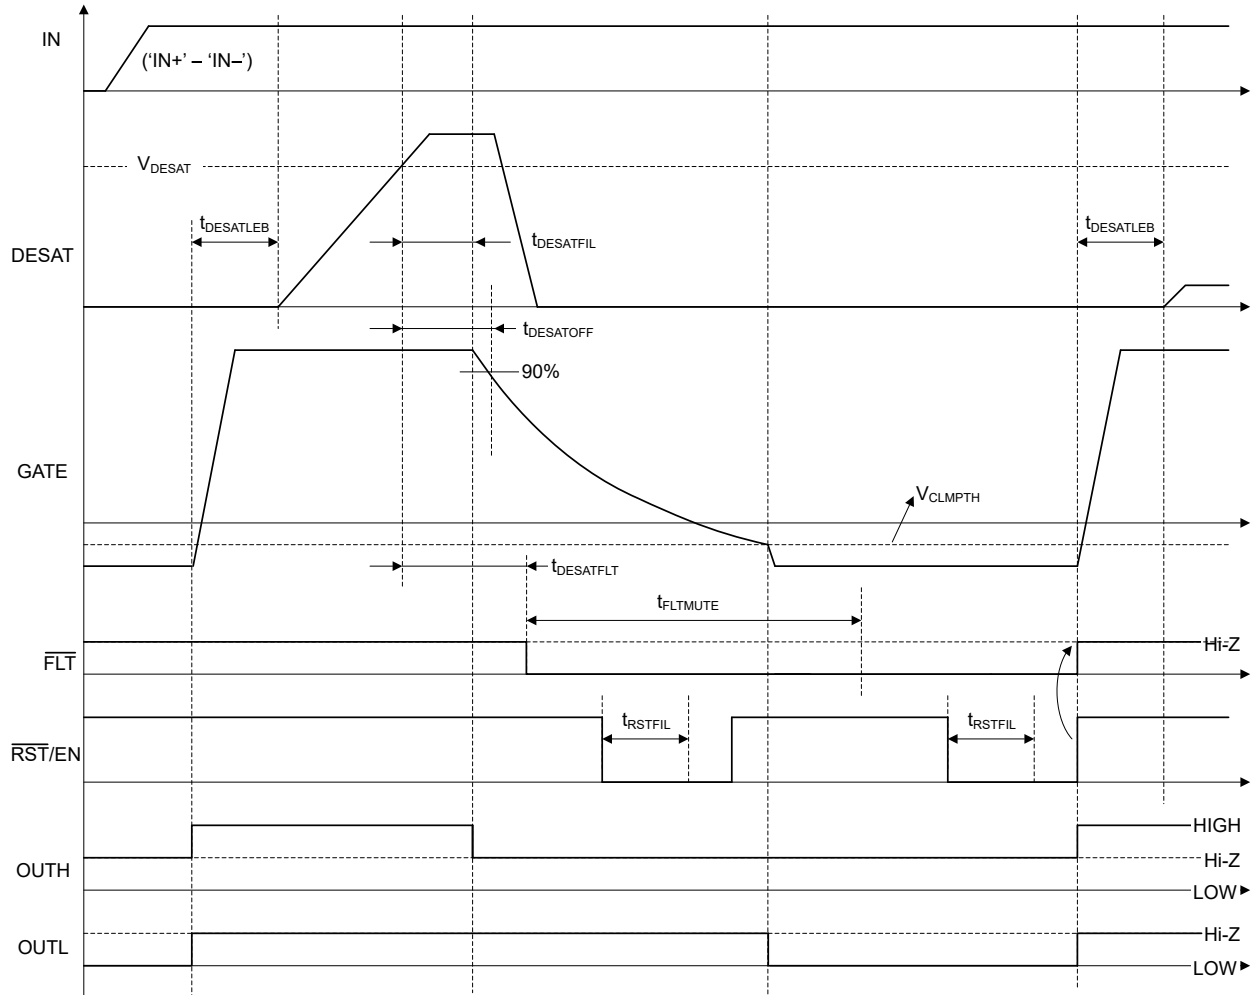 IN
('IN+' – 'IN–')
VDESAT
tDESATLEB
tDESATFIL
tDESATLEB
DESAT
tDESATOFF
90%
GATE
VCLMPTH
tDESATFLT
tFLTMUTE
FLT
Hi-Z
RST/EN
tRSTFIL
tRSTFIL
HIGH
OUTH
Hi-Z
LOW
OUTL
Hi-Z
LOW